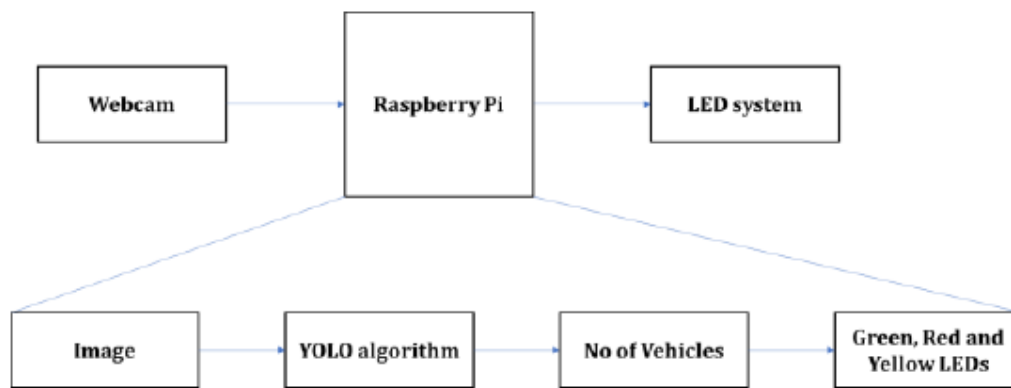 Webcam
Raspberry Pi
LED system
Image
YOLO algorithm
No of Vehicles
Green, Red and
Yellow LEDs